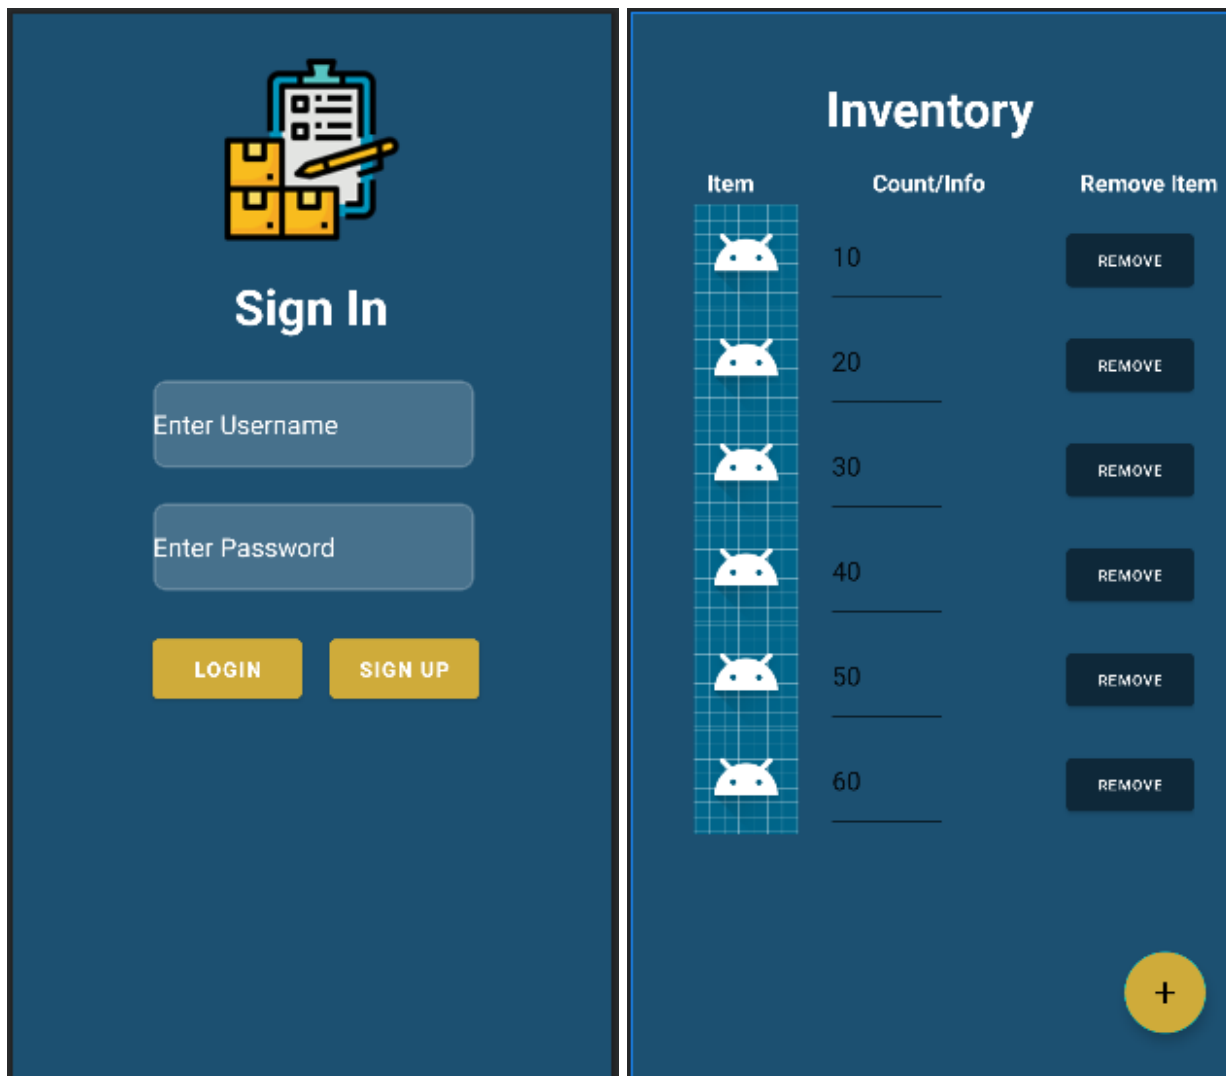 Sign In
Enter Username
Enter Password
LOGIN SIGN UP
Inventory
Item Count/Info Remove Item
10 REMOVE
20 REMOVE
30 REMOVE
40 REMOVE
50 REMOVE
60 REMOVE
+